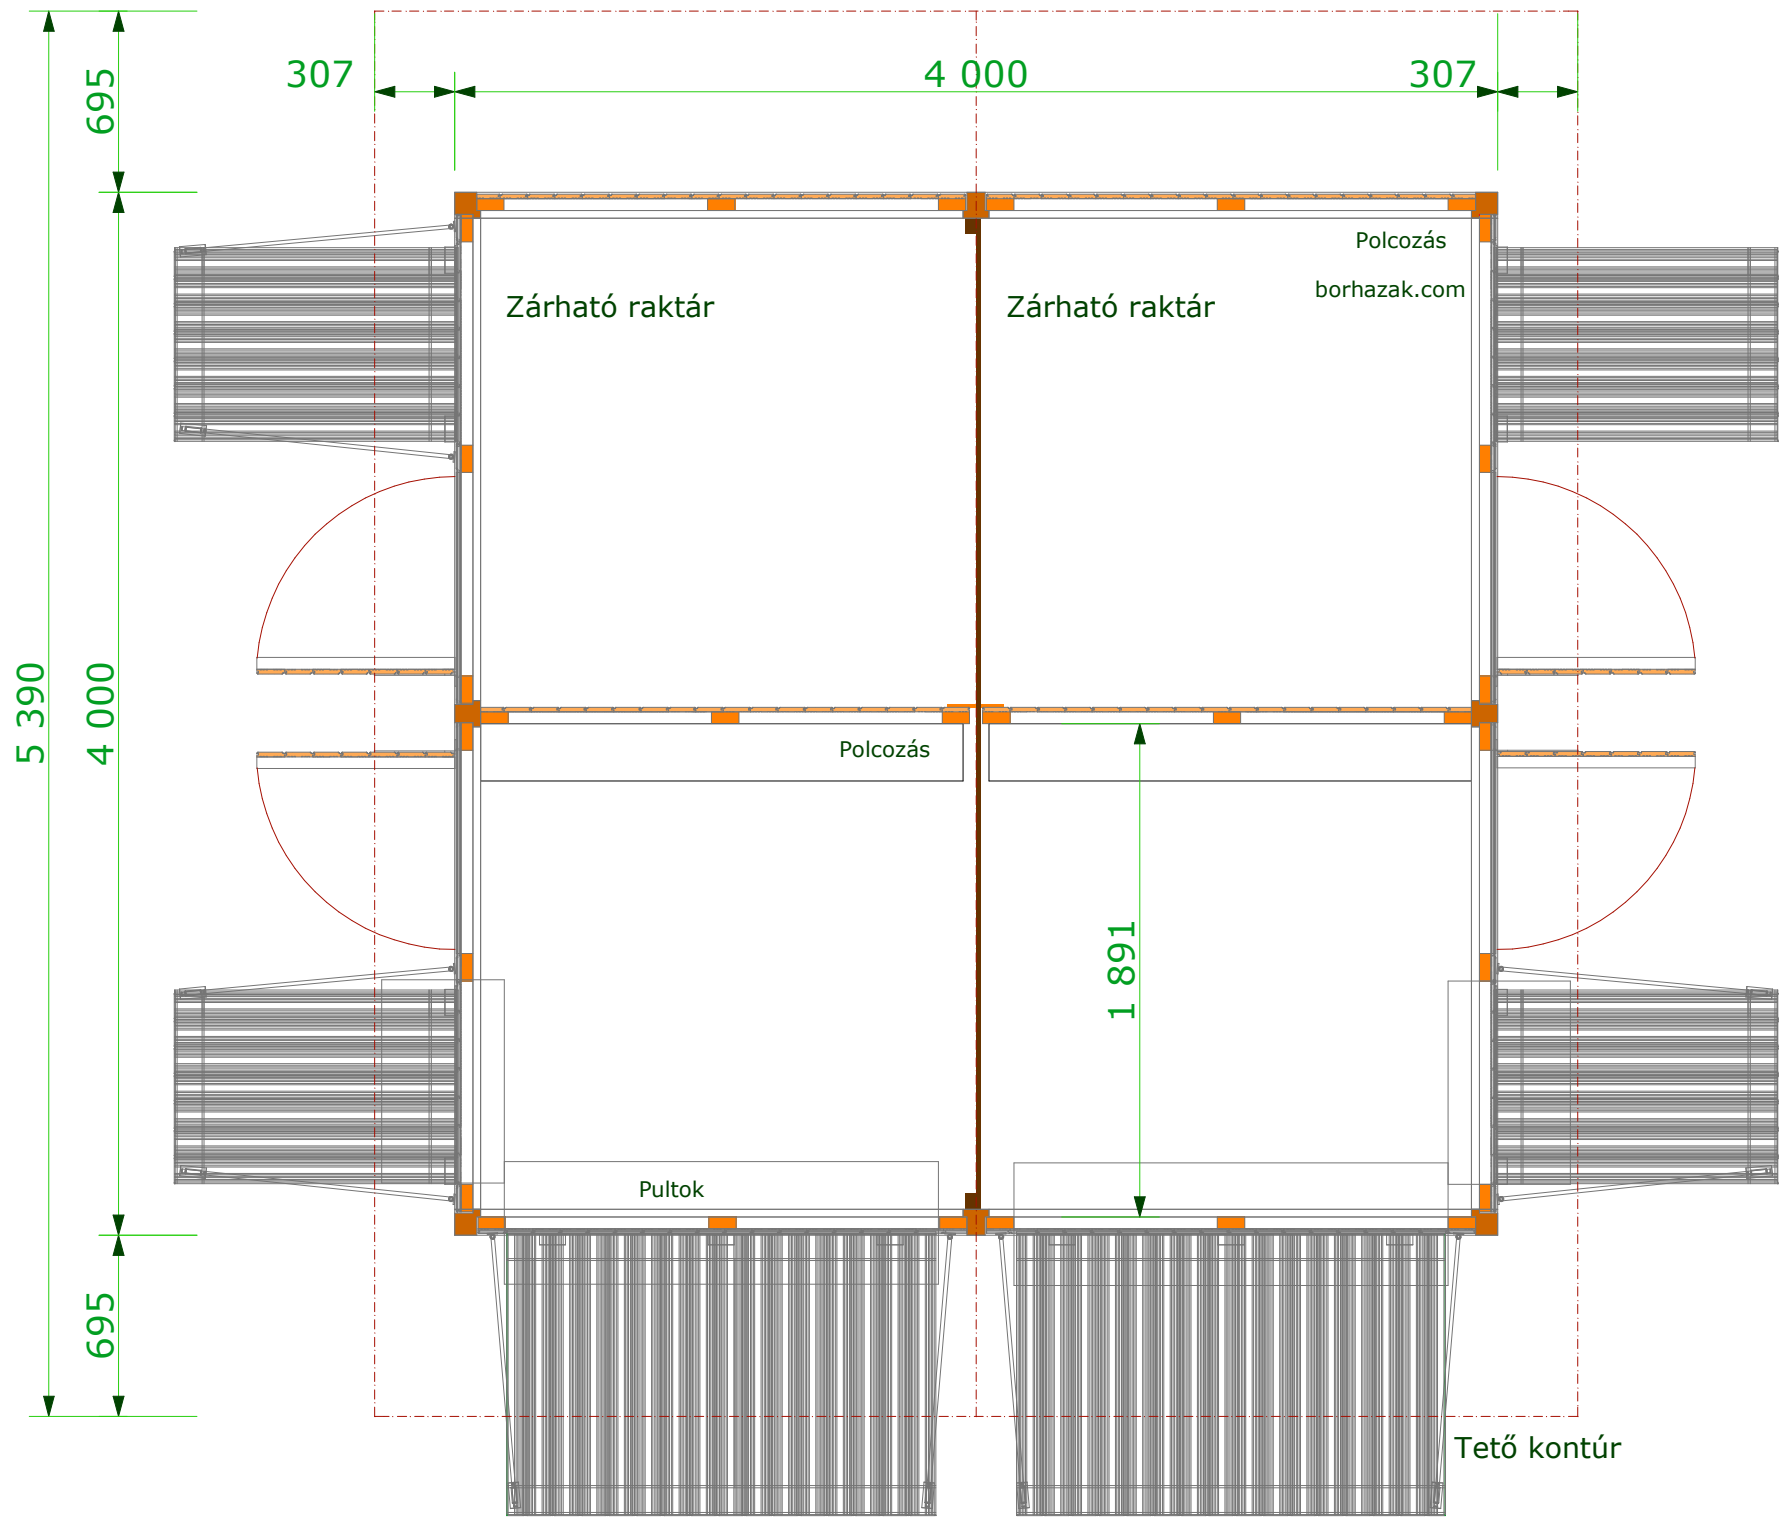 307
4 000
307
695
Polcozás
borhazak.com
Zárható raktár
Zárható raktár
5 390
4 000
Polcozás
1 891
Pultok
695
Tető kontúr